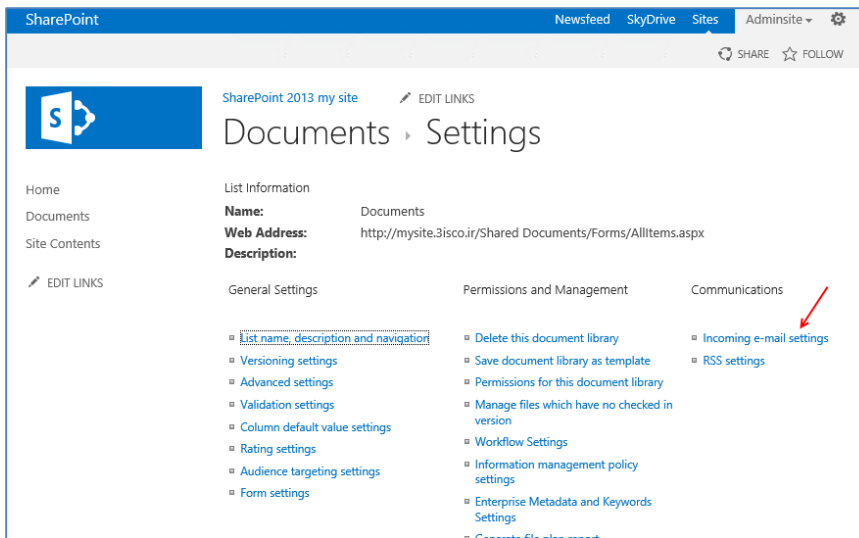 SharePoint
Newsfeed SkyDrive Sites Adminsite
SHARE FOLLOW
S
SharePoint 2013 my site EDIT LINKS
Documents Settings
Home
Documents
Site Contents
EDIT LINKS
List Information
Name: Documents
Web Address: http://mysite.3isco.ir/Shared Documents/Forms/AllItems.aspx
Description:
General Settings
List name, description and navigation
Versioning settings
Advanced settings
Validation settings
Column default value settings
Rating settings
Audience targeting settings
Form settings
Permissions and Management
Delete this document library
Save document library as template
Permissions for this document library
Manage files which have no checked in
version
Workflow Settings
Information management policy
settings
Enterprise Metadata and Keywords
Settings
Generate file plan report
Communications
Incoming e-mail settings
RSS settings